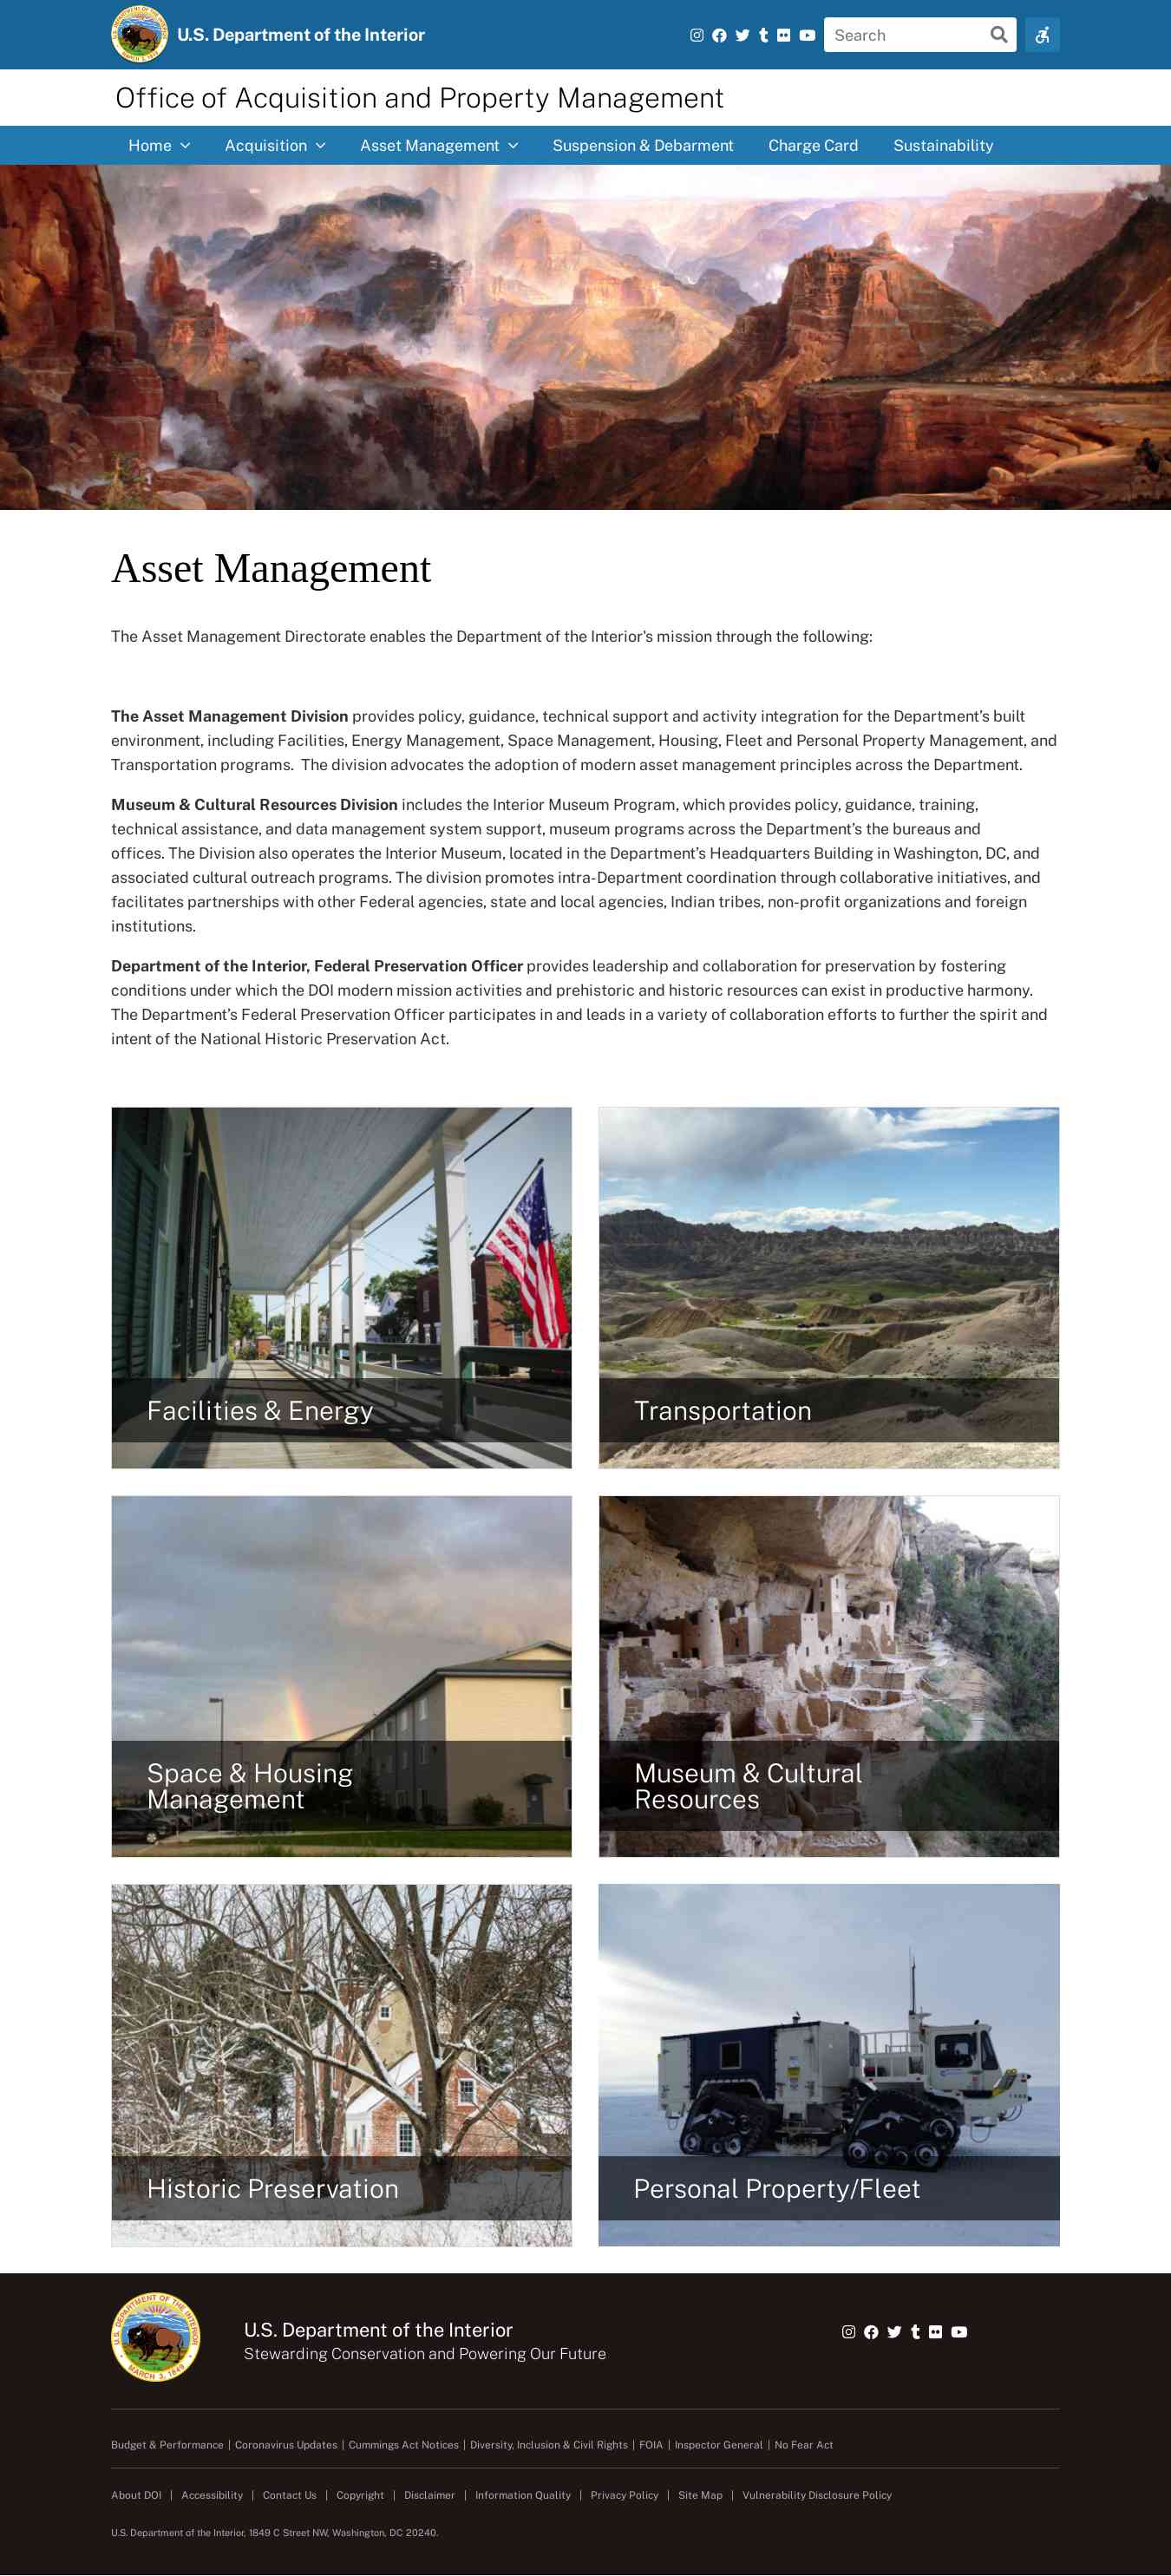 U.S. Department of the Interior
Search
Office of Acquisition and Property Management
Home
Acquisition
Asset Management
Suspension & Debarment
Charge Card
Sustainability
Asset Management
The Asset Management Directorate enables the Department of the Interior's mission through the following:
The Asset Management Division provides policy, guidance, technical support and activity integration for the Department’s built
environment, including Facilities, Energy Management, Space Management, Housing, Fleet and Personal Property Management, and
Transportation programs.  The division advocates the adoption of modern asset management principles across the Department.
Museum & Cultural Resources Division includes the Interior Museum Program, which provides policy, guidance, training,
technical assistance, and data management system support, museum programs across the Department’s the bureaus and
offices. The Division also operates the Interior Museum, located in the Department’s Headquarters Building in Washington, DC, and
associated cultural outreach programs. The division promotes intra-Department coordination through collaborative initiatives, and
facilitates partnerships with other Federal agencies, state and local agencies, Indian tribes, non-profit organizations and foreign
institutions.
Department of the Interior, Federal Preservation Officer provides leadership and collaboration for preservation by fostering
conditions under which the DOI modern mission activities and prehistoric and historic resources can exist in productive harmony.
The Department’s Federal Preservation Officer participates in and leads in a variety of collaboration efforts to further the spirit and
intent of the National Historic Preservation Act.
Facilities & Energy
Transportation
Space & Housing
Management
Museum & Cultural
Resources
Historic Preservation
Personal Property/Fleet
U.S. DEPARTMENT OF THE INTERIOR
MARCH 3, 1849
U.S. Department of the Interior
Stewarding Conservation and Powering Our Future
Budget & Performance | Coronavirus Updates | Cummings Act Notices | Diversity, Inclusion & Civil Rights | FOIA | Inspector General | No Fear Act
About DOI | Accessibility | Contact Us | Copyright | Disclaimer | Information Quality | Privacy Policy | Site Map | Vulnerability Disclosure Policy
U.S. Department of the Interior, 1849 C Street NW, Washington, DC 20240.